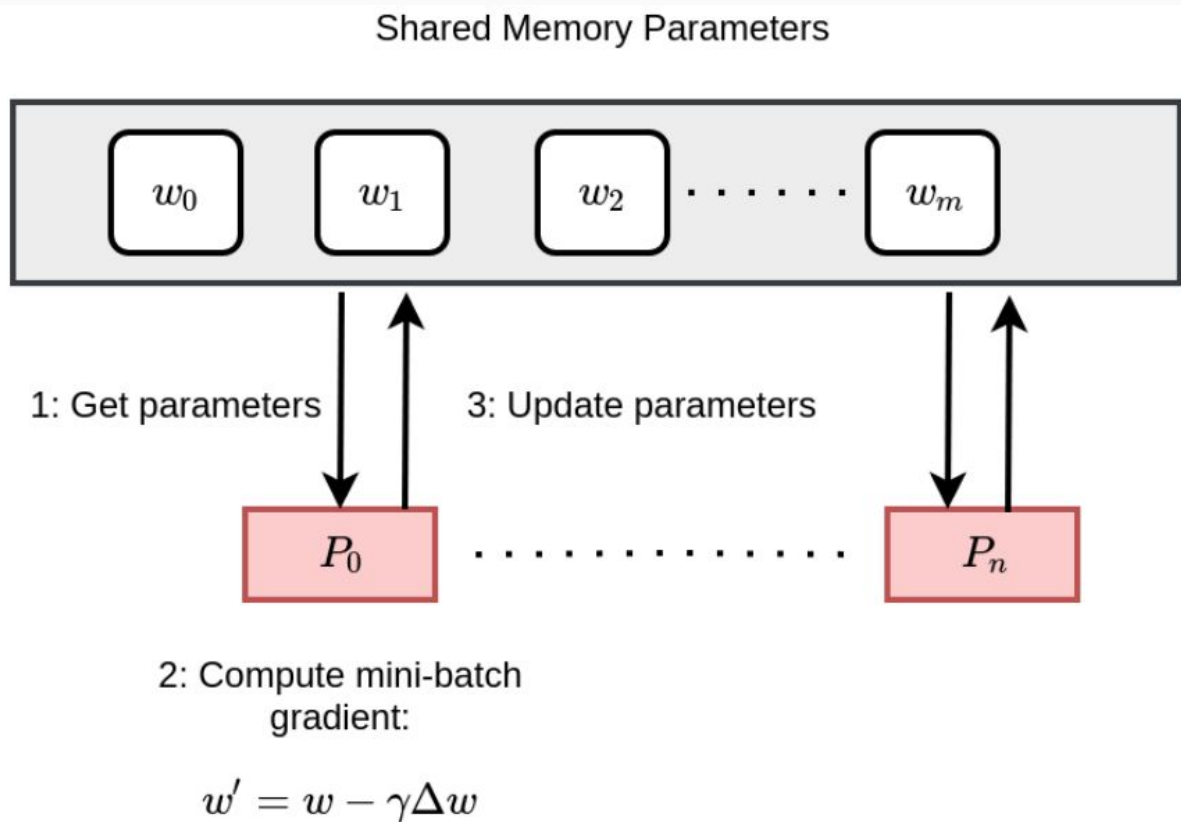 Shared Memory Parameters
w₀ w₁ w₂ ······ wₘ
1: Get parameters 3: Update parameters
P₀ ············· Pₙ
2: Compute mini-batch
gradient:
w′ = w − γΔw